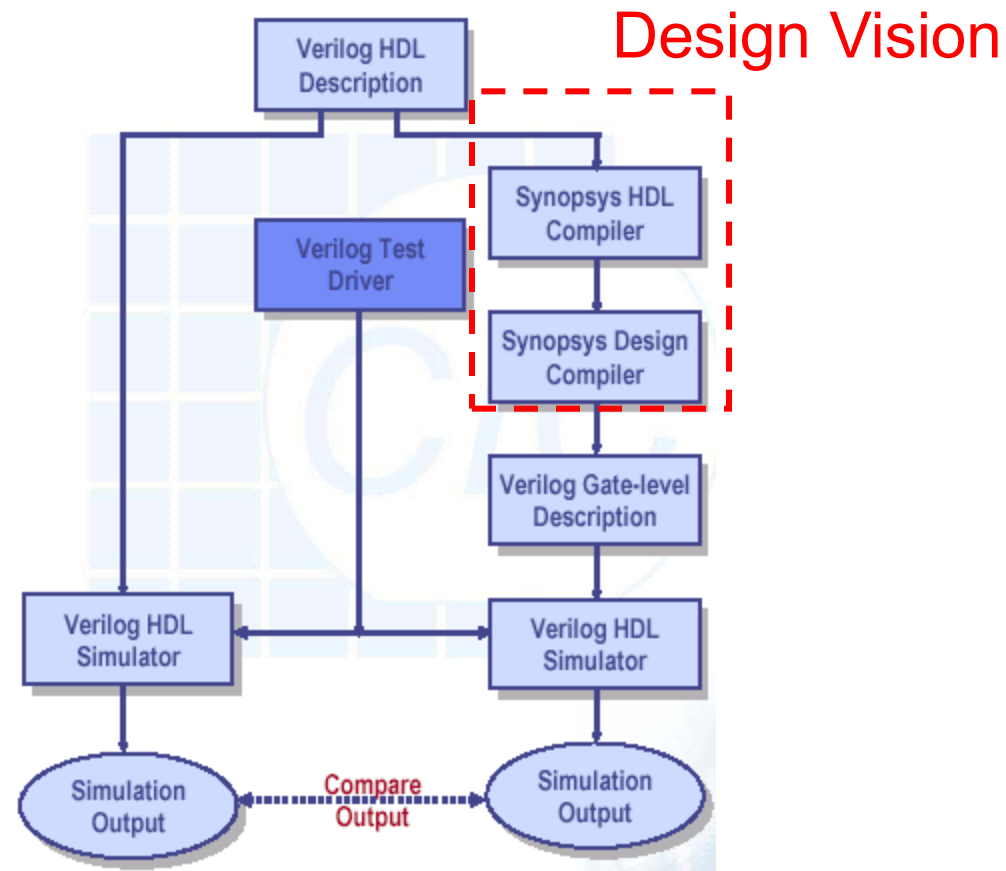 Design Vision
Verilog HDL
Description
Synopsys HDL
Compiler
Verilog Test
Driver
Synopsys Design
Compiler
Verilog Gate-level
Description
Verilog HDL
Simulator
Verilog HDL
Simulator
Simulation
Output
Compare
Output
Simulation
Output
CIC